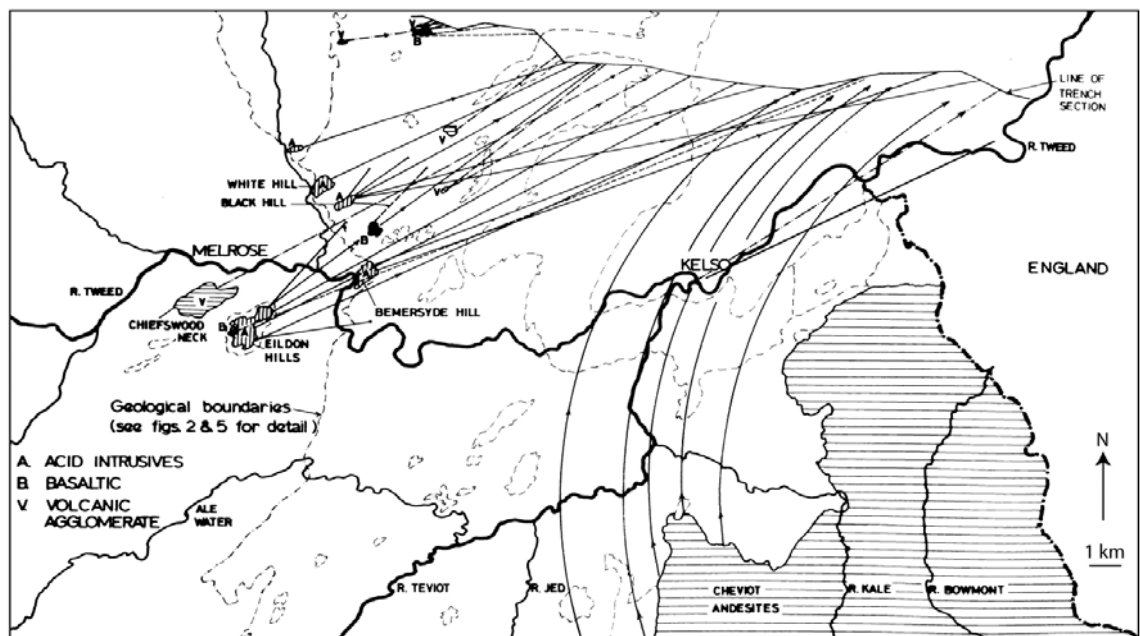 V
V
B
LINE OF
TRENCH
SECTION
R. TWEED
A
V
WHITE HILL
A
A
BLACK HILL
V
B
MELROSE
KELSO
ENGLAND
R. TWEED
V
A
B
BEMERSYDE HILL
CHIEFSWOOD
NECK
B
A
EILDON
HILLS
Geological boundaries
(see figs. 2 & 5 for detail)
A. ACID INTRUSIVES
B. BASALTIC
V. VOLCANIC
AGGLOMERATE
ALE
WATER
N
1 km
R. TEVIOT
R. JED
CHEVIOT
ANDESITES
R. KALE
R. BOWMONT